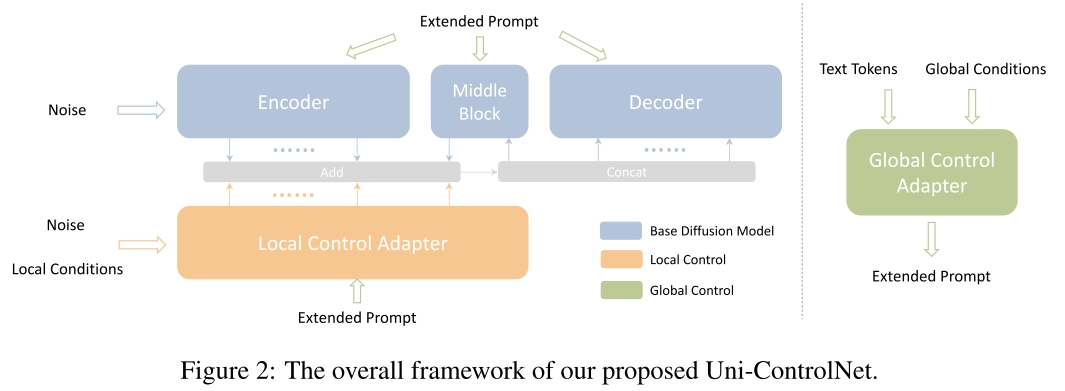 Extended Prompt
Noise
Encoder
Middle
Block
Decoder
Add
Concat
Noise
Local Conditions
Local Control Adapter
Extended Prompt
Base Diffusion Model
Local Control
Global Control
Text Tokens
Global Conditions
Global Control
Adapter
Extended Prompt
Figure 2: The overall framework of our proposed Uni-ControlNet.